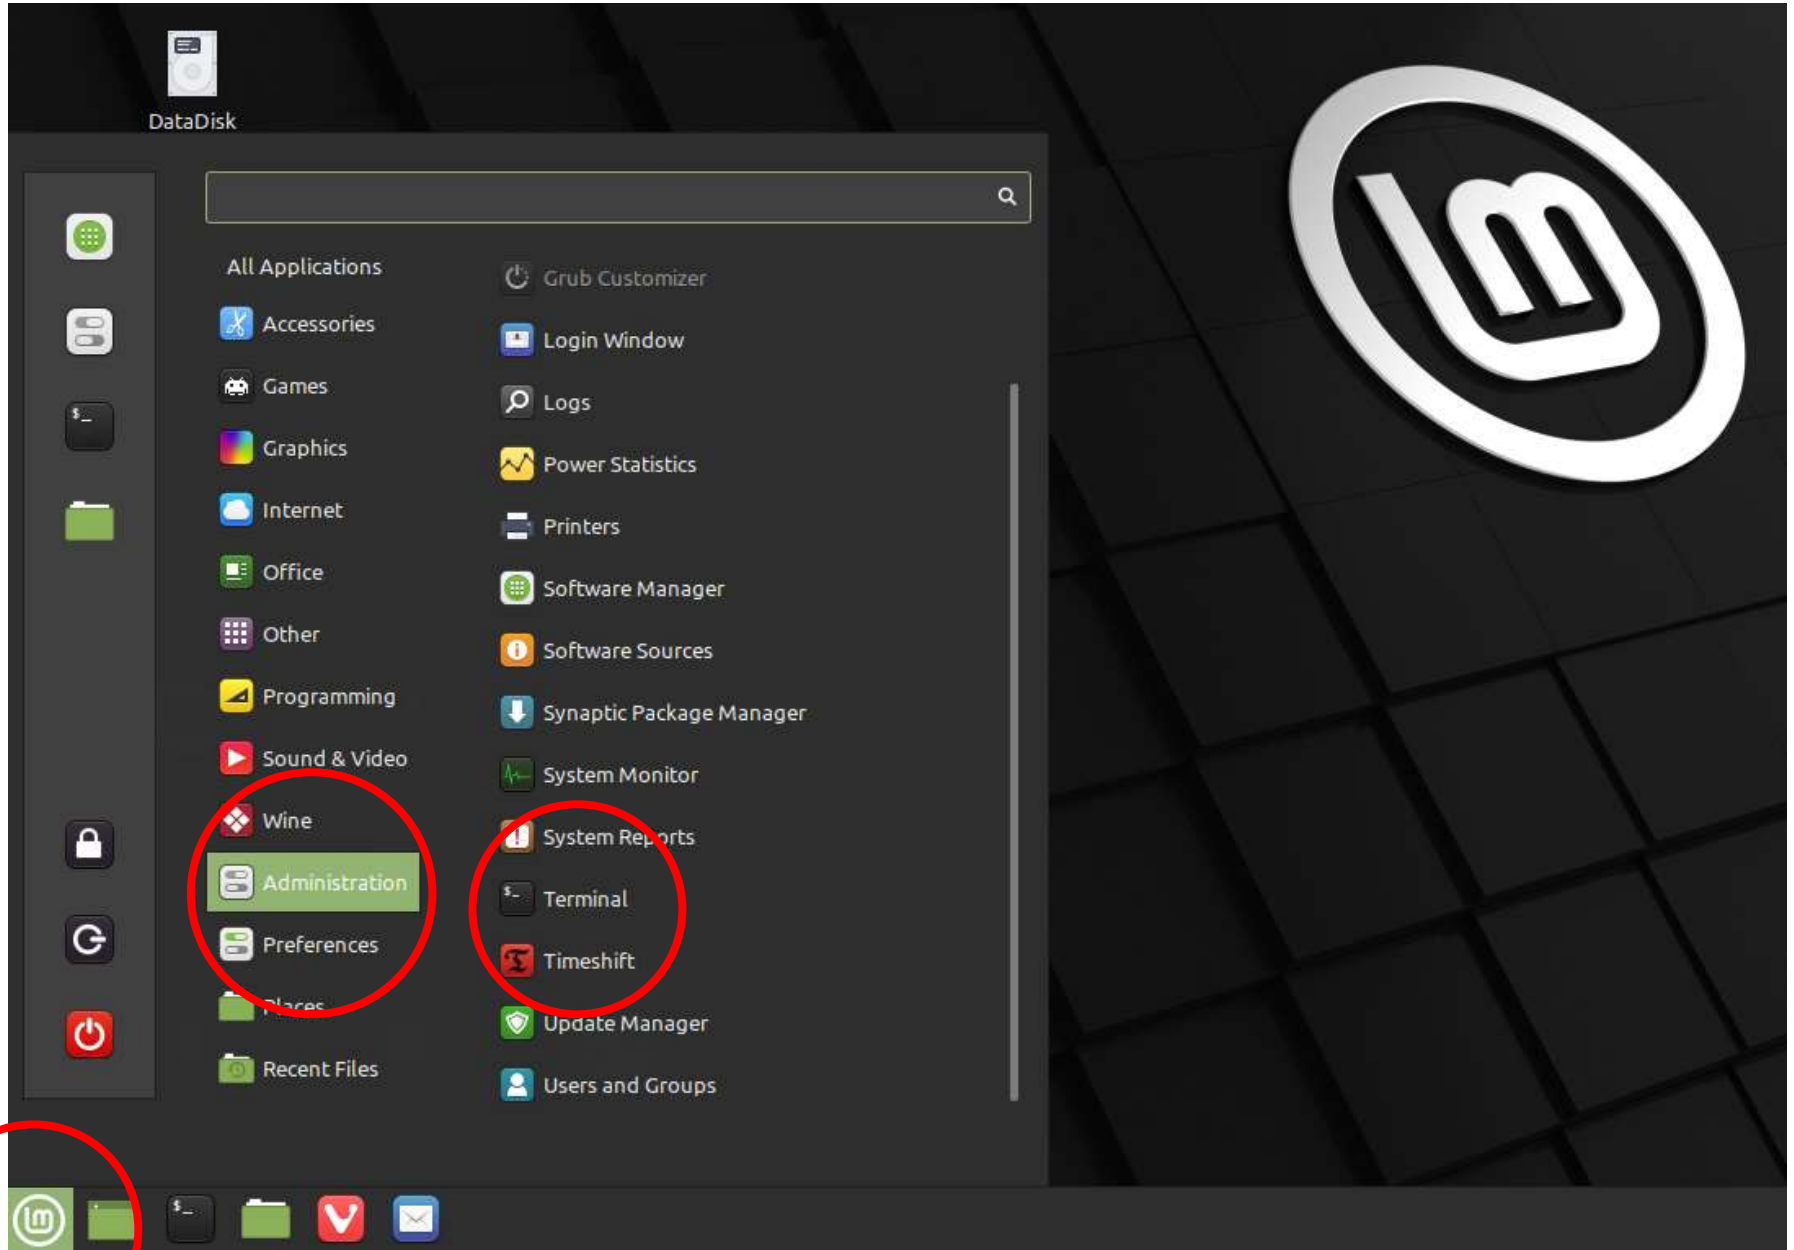 DataDisk
All Applications
Accessories
Games
Graphics
Internet
Office
Other
Programming
Sound & Video
Wine
Administration
Preferences
Places
Recent Files
Grub Customizer
Login Window
Logs
Power Statistics
Printers
Software Manager
Software Sources
Synaptic Package Manager
System Monitor
System Reports
Terminal
Timeshift
Update Manager
Users and Groups